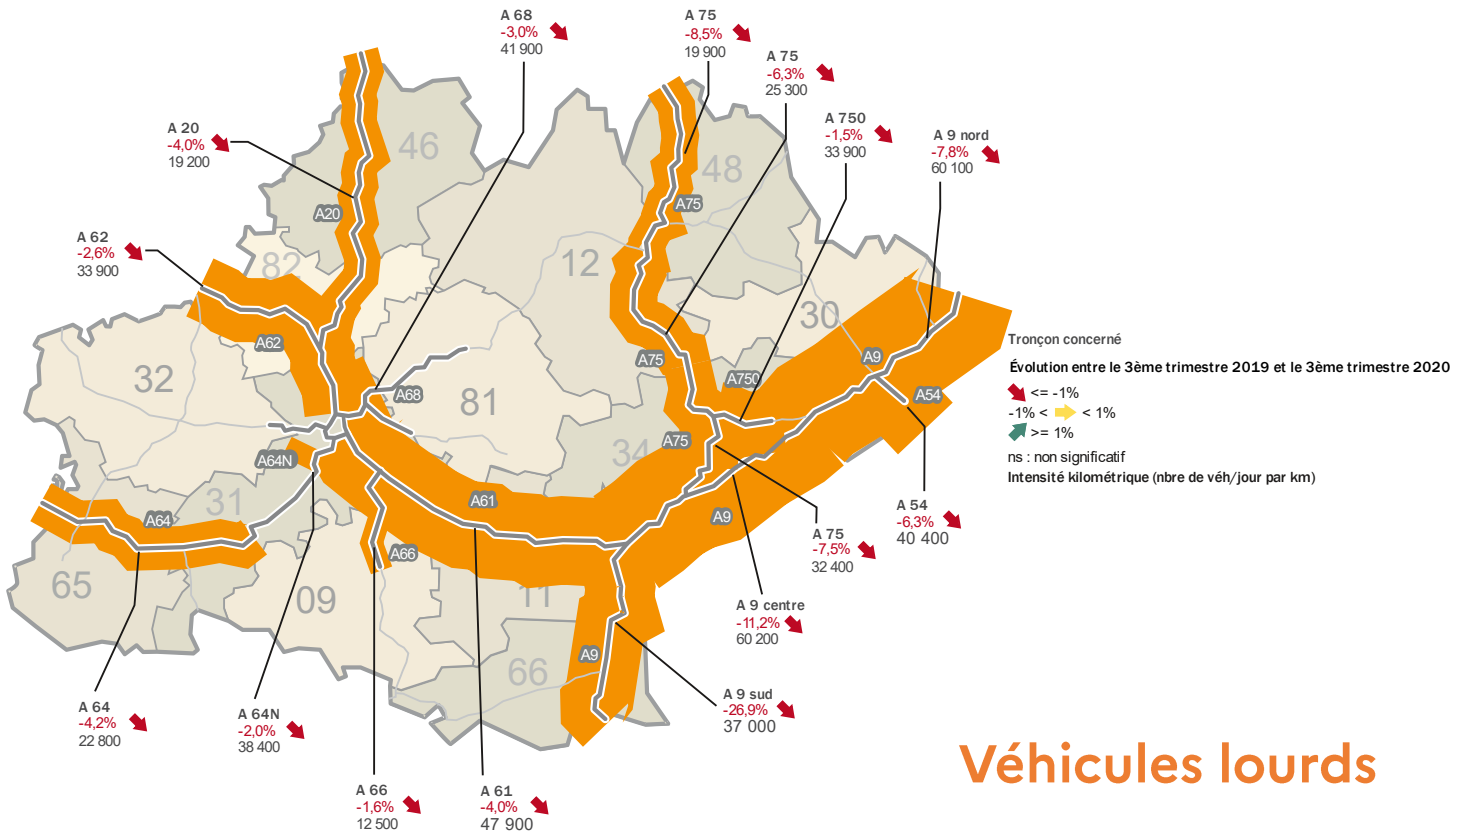 A 68
-3,0%
41 900
A 75
-8,5%
19 900
A 75
-6,3%
25 300
A 750
-1,5%
33 900
A 9 nord
-7,8%
60 100
A 20
-4,0%
19 200
A 62
-2,6%
33 900
46
48
A20
A75
82
12
30
A62
A75
A9
32
A750
A68
A54
81
A75
34
A64N
31
A61
A64
A9
A66
65
09
11
A9
66
Tronçon concerné
Évolution entre le 3ème trimestre 2019 et le 3ème trimestre 2020
<= -1%
-1% < < 1%
>= 1%
ns : non significatif
Intensité kilométrique (nbre de véh/jour par km)
A 54
-6,3%
40 400
A 75
-7,5%
32 400
A 9 centre
-11,2%
60 200
A 9 sud
-26,9%
37 000
A 64
-4,2%
22 800
A 64N
-2,0%
38 400
A 66
-1,6%
12 500
A 61
-4,0%
47 900
Véhicules lourds